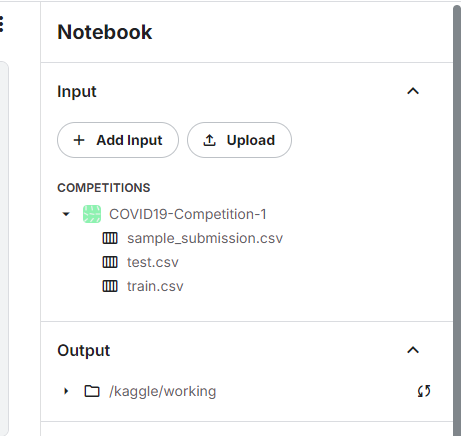 Notebook
Input
+ Add Input Upload
COMPETITIONS
COVID19-Competition-1
sample_submission.csv
test.csv
train.csv
Output
/kaggle/working